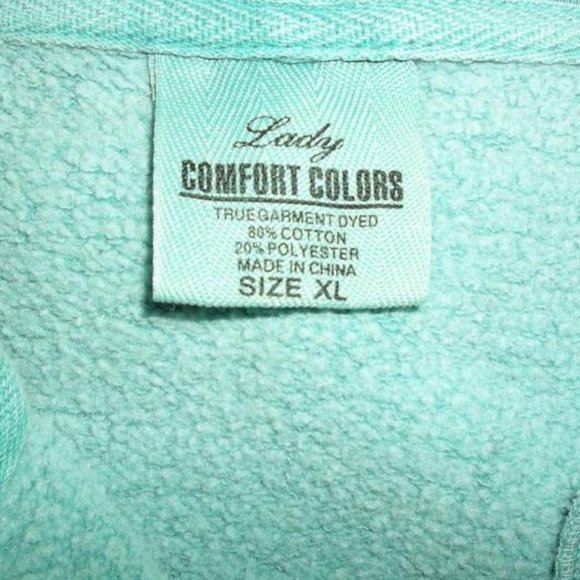 Lady
COMFORT COLORS
TRUE GARMENT DYED
80% COTTON
20% POLYESTER
MADE IN CHINA
SIZE XL